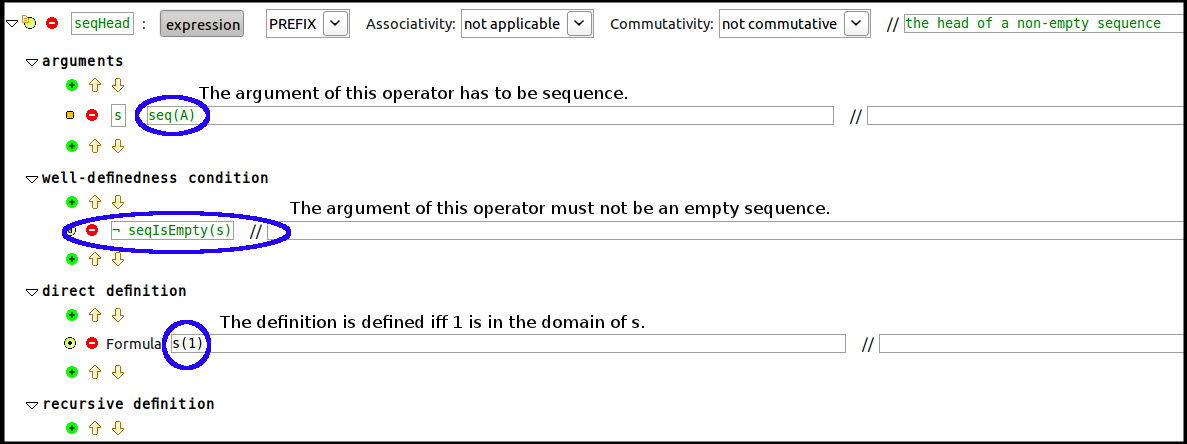 seqHead : expression PREFIX Associativity: not applicable Commutativity: not commutative // the head of a non-empty sequence
arguments
The argument of this operator has to be sequence.
s seq(A) //
well-definedness condition
The argument of this operator must not be an empty sequence.
¬ seqIsEmpty(s) //
direct definition
The definition is defined iff 1 is in the domain of s.
Formula s(1) //
recursive definition